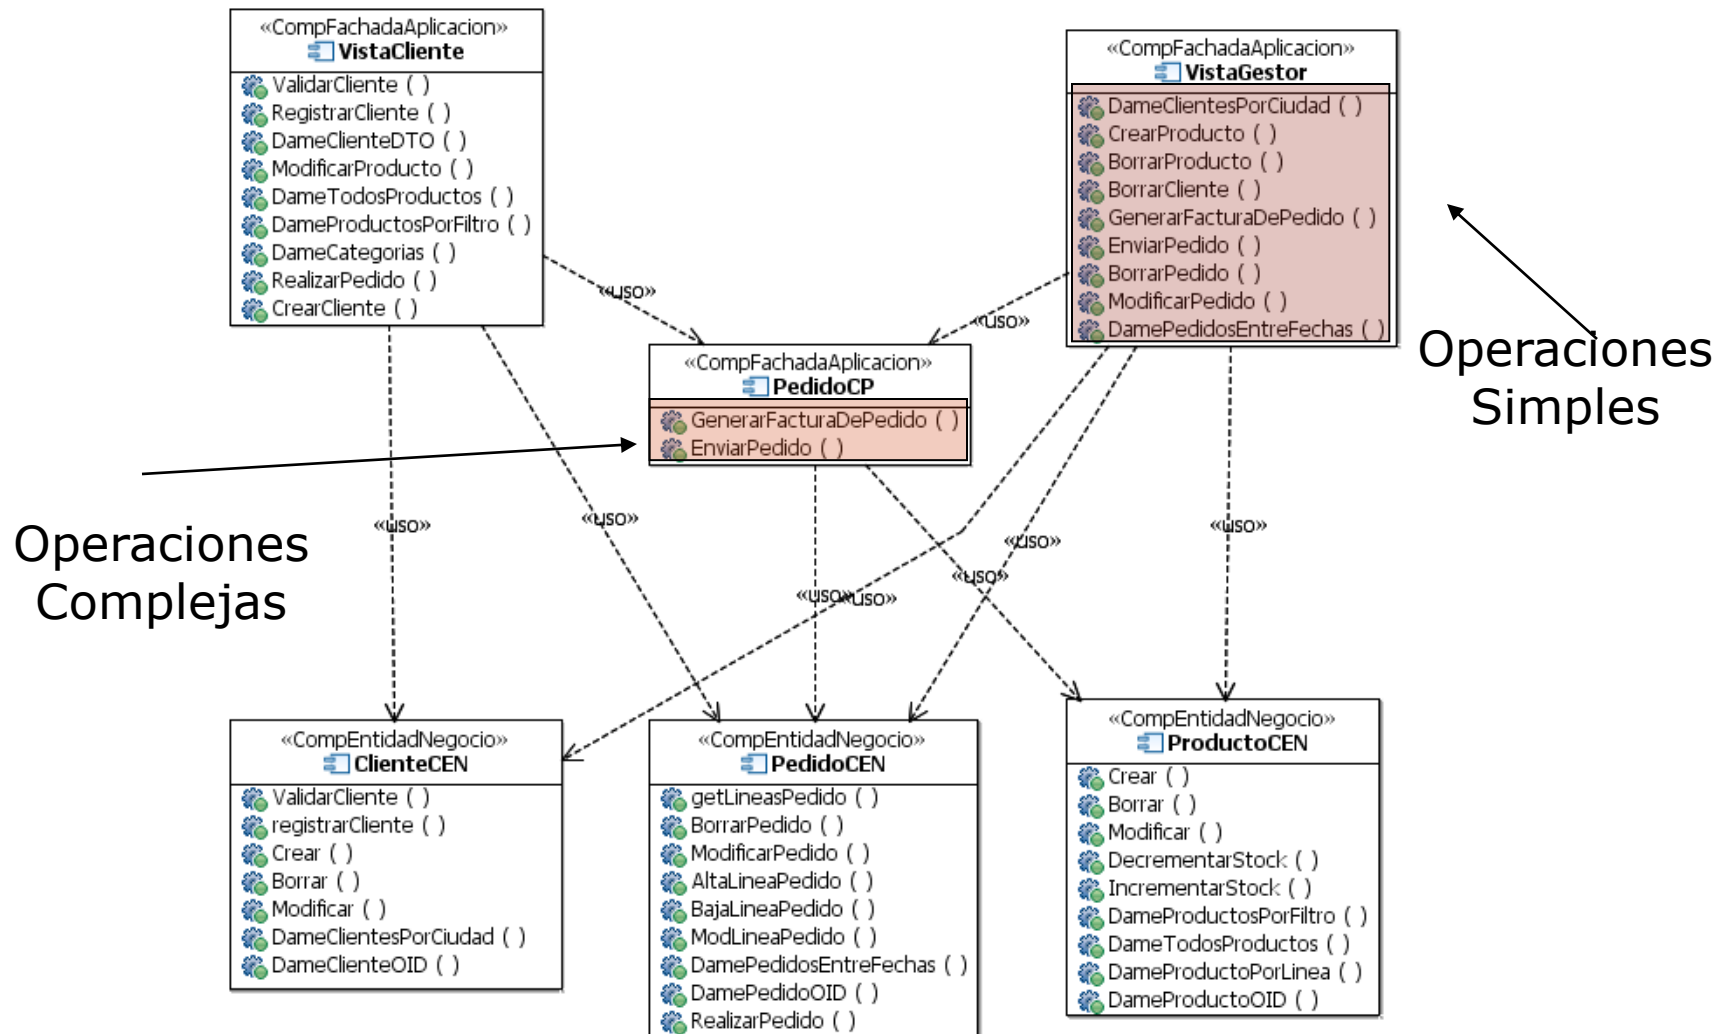 «CompFachadaAplicacion»
VistaCliente
ValidarCliente ( )
RegistrarCliente ( )
DameClienteDTO ( )
ModificarProducto ( )
DameTodosProductos ( )
DameProductosPorFiltro ( )
DameCategorias ( )
RealizarPedido ( )
CrearCliente ( )
«CompFachadaAplicacion»
VistaGestor
DameClientesPorCiudad ( )
CrearProducto ( )
BorrarProducto ( )
BorrarCliente ( )
GenerarFacturaDePedido ( )
EnviarPedido ( )
BorrarPedido ( )
ModificarPedido ( )
DamePedidosEntreFechas ( )
«uso»
«uso»
Operaciones
Simples
«CompFachadaAplicacion»
PedidoCP
GenerarFacturaDePedido ( )
EnviarPedido ( )
Operaciones
Complejas
«uso»
«uso»
«uso»
«uso»
«uso»
«uso»
«uso»
«CompEntidadNegocio»
ClienteCEN
ValidarCliente ( )
registrarCliente ( )
Crear ( )
Borrar ( )
Modificar ( )
DameClientesPorCiudad ( )
DameClienteOID ( )
«CompEntidadNegocio»
PedidoCEN
getLineasPedido ( )
BorrarPedido ( )
ModificarPedido ( )
AltaLineaPedido ( )
BajaLineaPedido ( )
ModLineaPedido ( )
DamePedidosEntreFechas ( )
DamePedidoOID ( )
RealizarPedido ( )
«CompEntidadNegocio»
ProductoCEN
Crear ( )
Borrar ( )
Modificar ( )
DecrementarStock ( )
IncrementarStock ( )
DameProductosPorFiltro ( )
DameTodosProductos ( )
DameProductoPorLinea ( )
DameProductoOID ( )